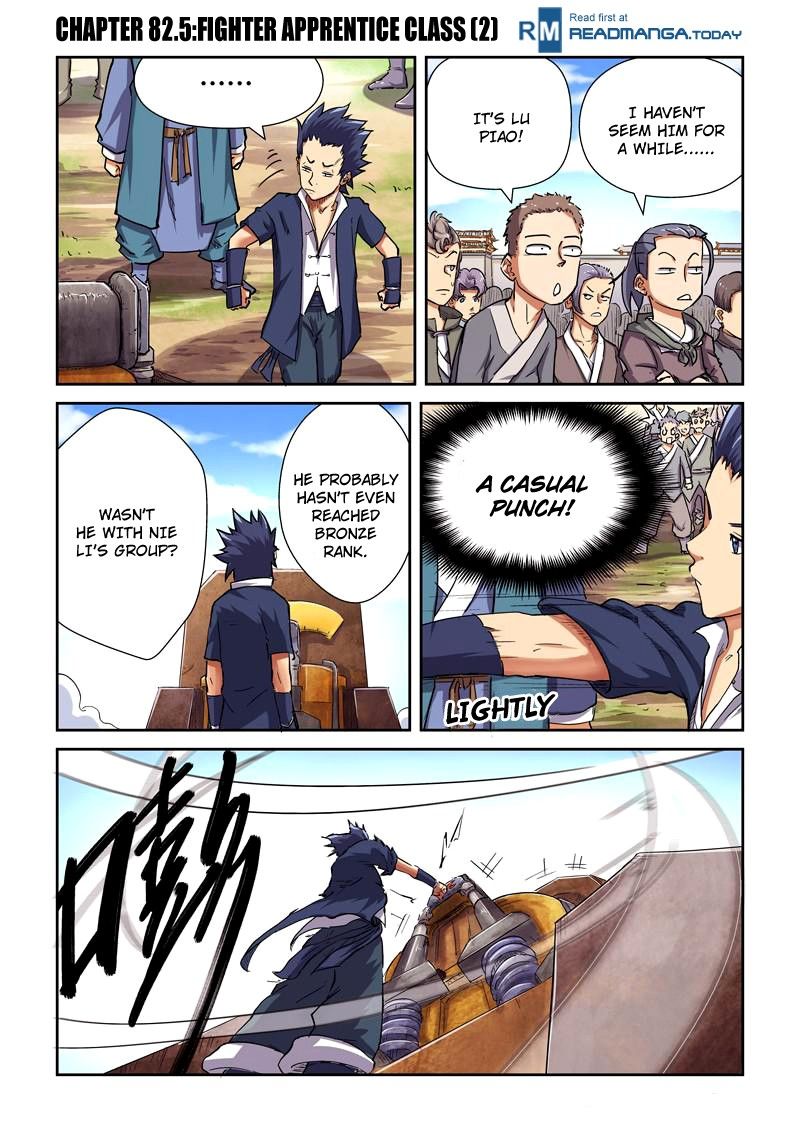 CHAPTER 82.5:FIGHTER APPRENTICE CLASS (2)
RM
Read first at
READMANGA.TODAY
......
IT'S LU
PIAO!
I HAVEN'T
SEEM HIM FOR
A WHILE......
WASN'T
HE WITH NIE
LI'S GROUP?
HE PROBABLY
HASN'T EVEN
REACHED
BRONZE
RANK.
A CASUAL
PUNCH!
LIGHTLY
嘭